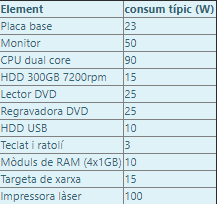 Element consum típic (W)
Placa base 23
Monitor 50
CPU dual core 90
HDD 300GB 7200rpm 15
Lector DVD 25
Regravadora DVD 25
HDD USB 10
Teclat i ratolí 3
Mòduls de RAM (4x1GB) 10
Targeta de xarxa 15
Impressora làser 100